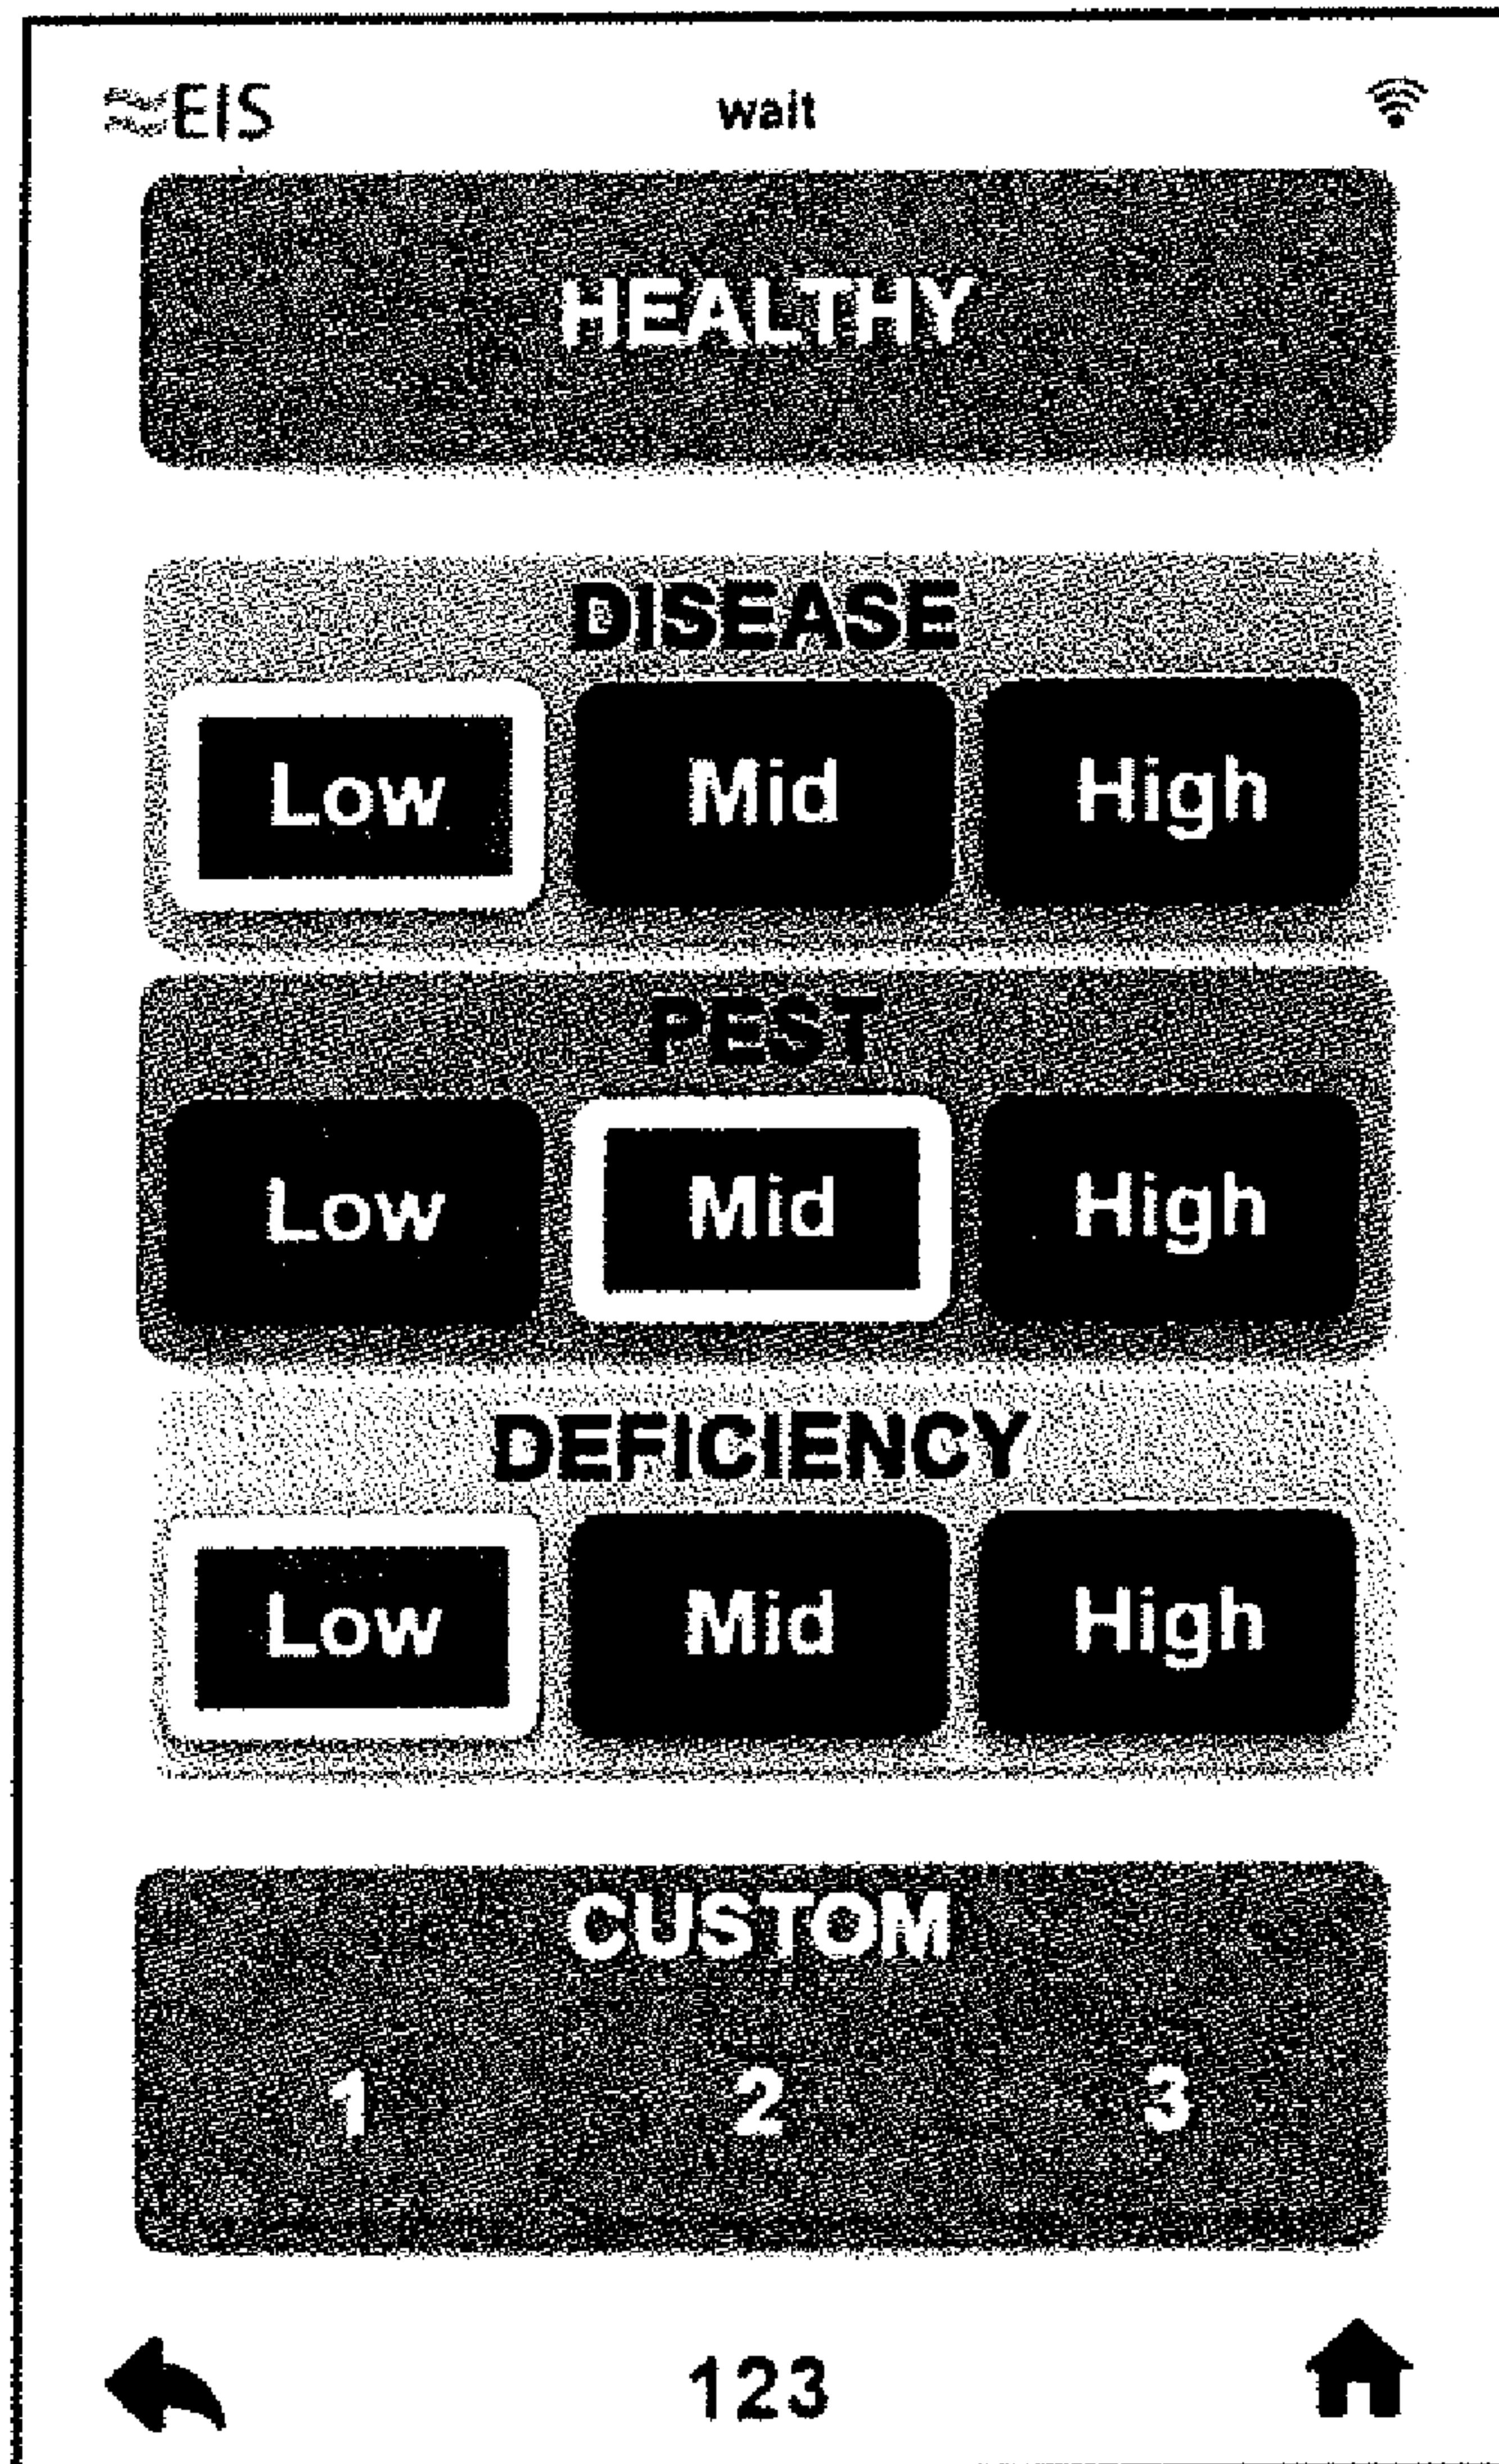 EIS wait
HEALTHY
DISEASE
Low Mid High
PEST
Low Mid High
DEFICIENCY
Low Mid High
CUSTOM
1 2 3
123